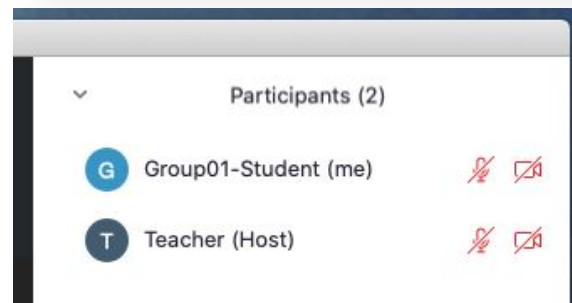 Participants (2)
G Group01-Student (me)
T Teacher (Host)